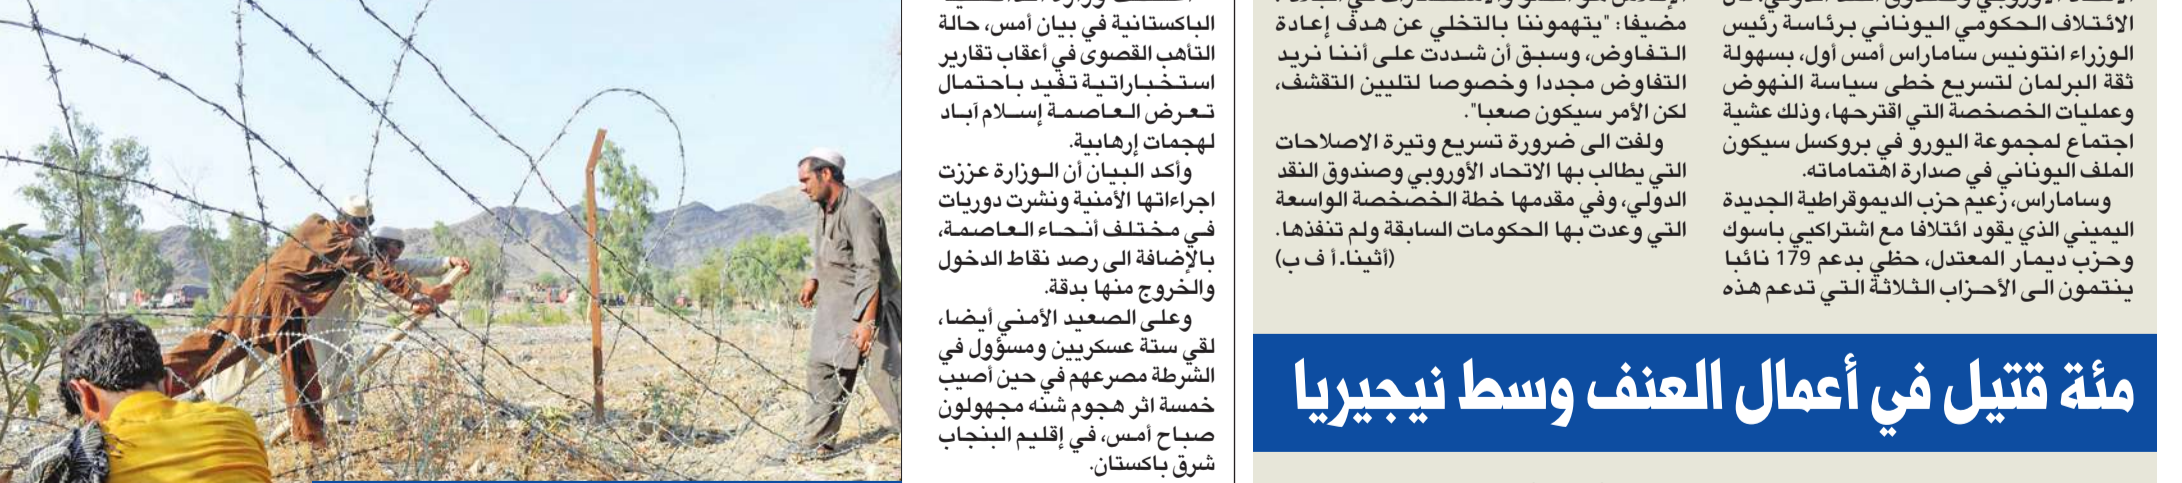 الائتلاف الحكومي اليوناني برئاسة رئيس
الوزراء انتونيس ساماراس أمس أول، بسهولة
ثقة البرلمان لتسريع خطى سياسة النهوض
وعمليات الخصخصة التي اقترحها، وذلك عشية
اجتماع لمجموعة اليورو في بروكسل سيكون
الملف اليوناني في صدارة اهتماماته.
وساماراس، زعيم حزب الديموقراطية الجديدة
اليميني الذي يقود ائتلافا مع اشتراكيي باسوك
وحزب ديمار المعتدل، حظي بدعم 179 نائبا
ينتمون الى الأحزاب الثلاثة التي تدعم هذه
مضيفا: "يتهموننا بالتخلي عن هدف إعادة
التفاوض، وسبق أن شددت على أننا نريد
التفاوض مجددا وخصوصا لتليين التقشف،
لكن الأمر سيكون صعبا".
ولفت الى ضرورة تسريع وتيرة الاصلاحات
التي يطالب بها الاتحاد الأوروبي وصندوق النقد
الدولي، وفي مقدمها خطة الخصخصة الواسعة
التي وعدت بها الحكومات السابقة ولم تنفذها.
(أثينا. أ ف ب)
مئة قتيل في أعمال العنف وسط نيجيريا
الباكستانية في بيان أمس، حالة
التأهب القصوى في أعقاب تقارير
استخباراتية تفيد باحتمال
تعرض العاصمة إسلام آباد
لهجمات إرهابية.
وأكد البيان أن الوزارة عززت
اجراءاتها الأمنية ونشرت دوريات
في مختلف أنحاء العاصمة،
بالإضافة الى رصد نقاط الدخول
والخروج منها بدقة.
وعلى الصعيد الأمني أيضا،
لقي ستة عسكريين ومسؤول في
الشرطة مصرعهم في حين أصيب
خمسة اثر هجوم شنه مجهولون
صباح أمس، في إقليم البنجاب
شرق باكستان.